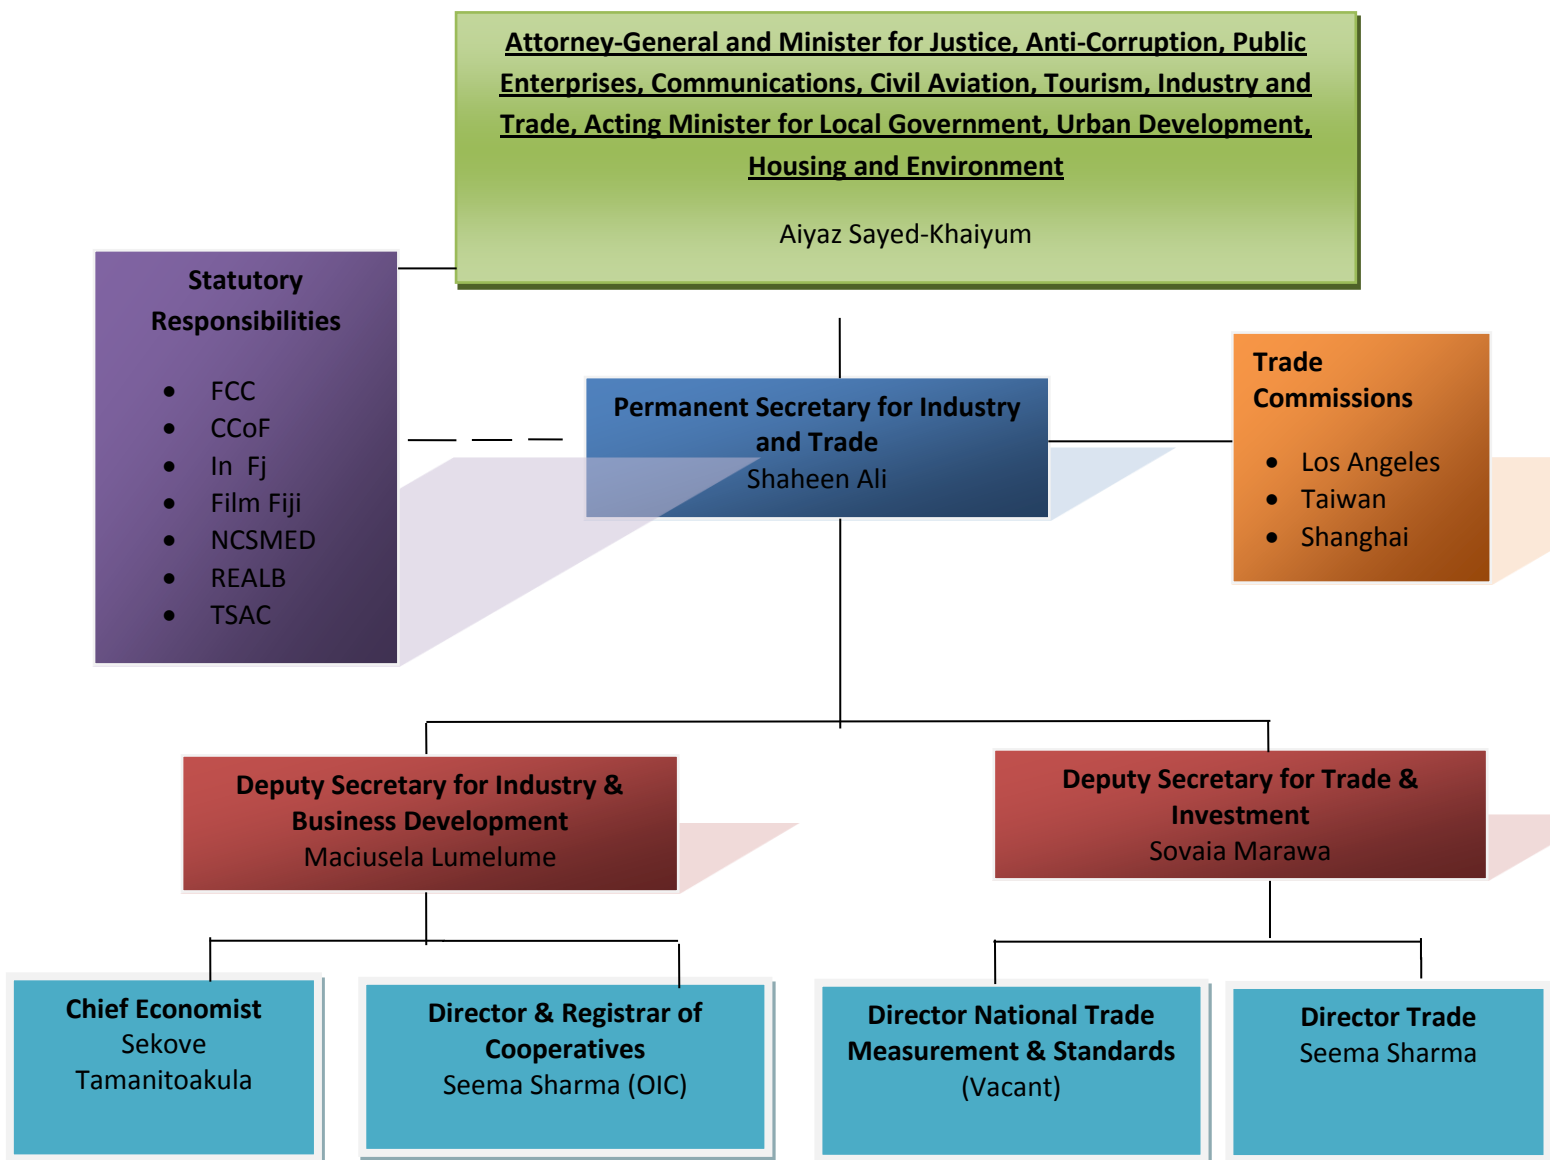 Attorney-General and Minister for Justice, Anti-Corruption, Public
Enterprises, Communications, Civil Aviation, Tourism, Industry and
Trade, Acting Minister for Local Government, Urban Development,
Housing and Environment
Aiyaz Sayed-Khaiyum
Statutory
Responsibilities
• FCC
• CCoF
• In  Fj
• Film Fiji
• NCSMED
• REALB
• TSAC
Permanent Secretary for Industry
and Trade
Shaheen Ali
Trade
Commissions
• Los Angeles
• Taiwan
• Shanghai
Deputy Secretary for Industry &
Business Development
Maciusela Lumelume
Deputy Secretary for Trade &
Investment
Sovaia Marawa
Chief Economist
Sekove
Tamanitoakula
Director & Registrar of
Cooperatives
Seema Sharma (OIC)
Director National Trade
Measurement & Standards
(Vacant)
Director Trade
Seema Sharma